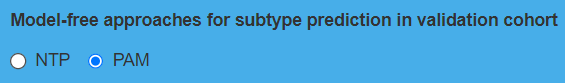 Model-free approaches for subtype prediction in validation cohort
NTP PAM